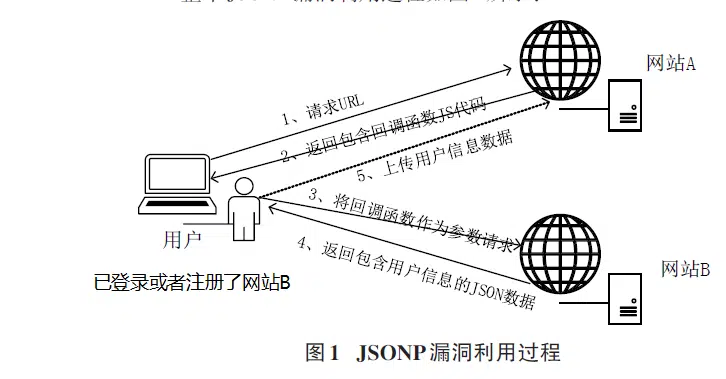 网站A
1、请求URL
2、返回包含回调函数JS代码
5、上传用户信息数据
3、将回调函数作为参数请求
用户
4、返回包含用户信息的JSON数据
网站B
已登录或者注册了网站B
图1 JSONP漏洞利用过程